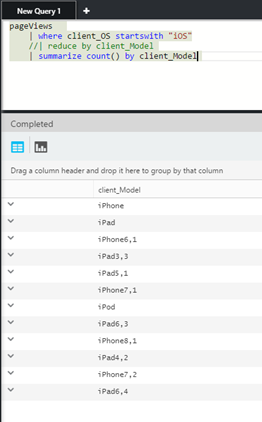 New Query 1 +
pageViews
| where client_OS startswith "iOS"
//| reduce by client_Model
| summarize count() by client_Model
Completed
Drag a column header and drop it here to group by that column
client_Model
iPhone
iPad
iPhone6,1
iPad3,3
iPad5,1
iPhone7,1
iPod
iPad6,3
iPhone8,1
iPad4,2
iPhone7,2
iPad6,4